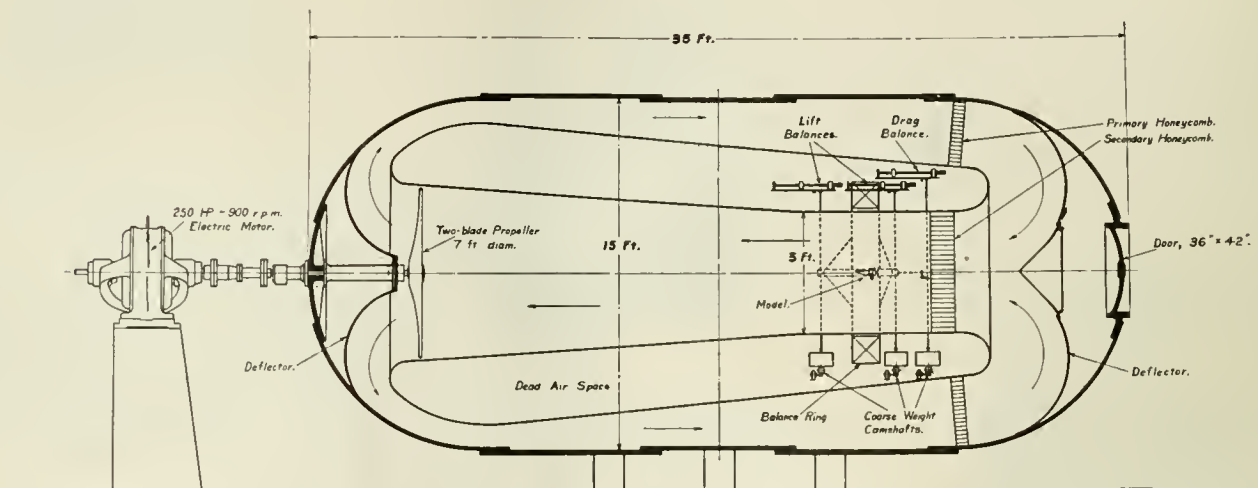 35 Ft.
Lift
Balances.
Drag
Balance.
Primary Honeycomb.
Secondary Honeycomb.
250 HP - 900 r.p.m.
Electric Motor.
Two-blade Propeller
7 ft diam.
15 Ft.
5 Ft.
Door, 36" x 42".
Model.
Deflector.
Deflector.
Dead Air Space
Balance Ring
Coarse Weight
Camshafts.